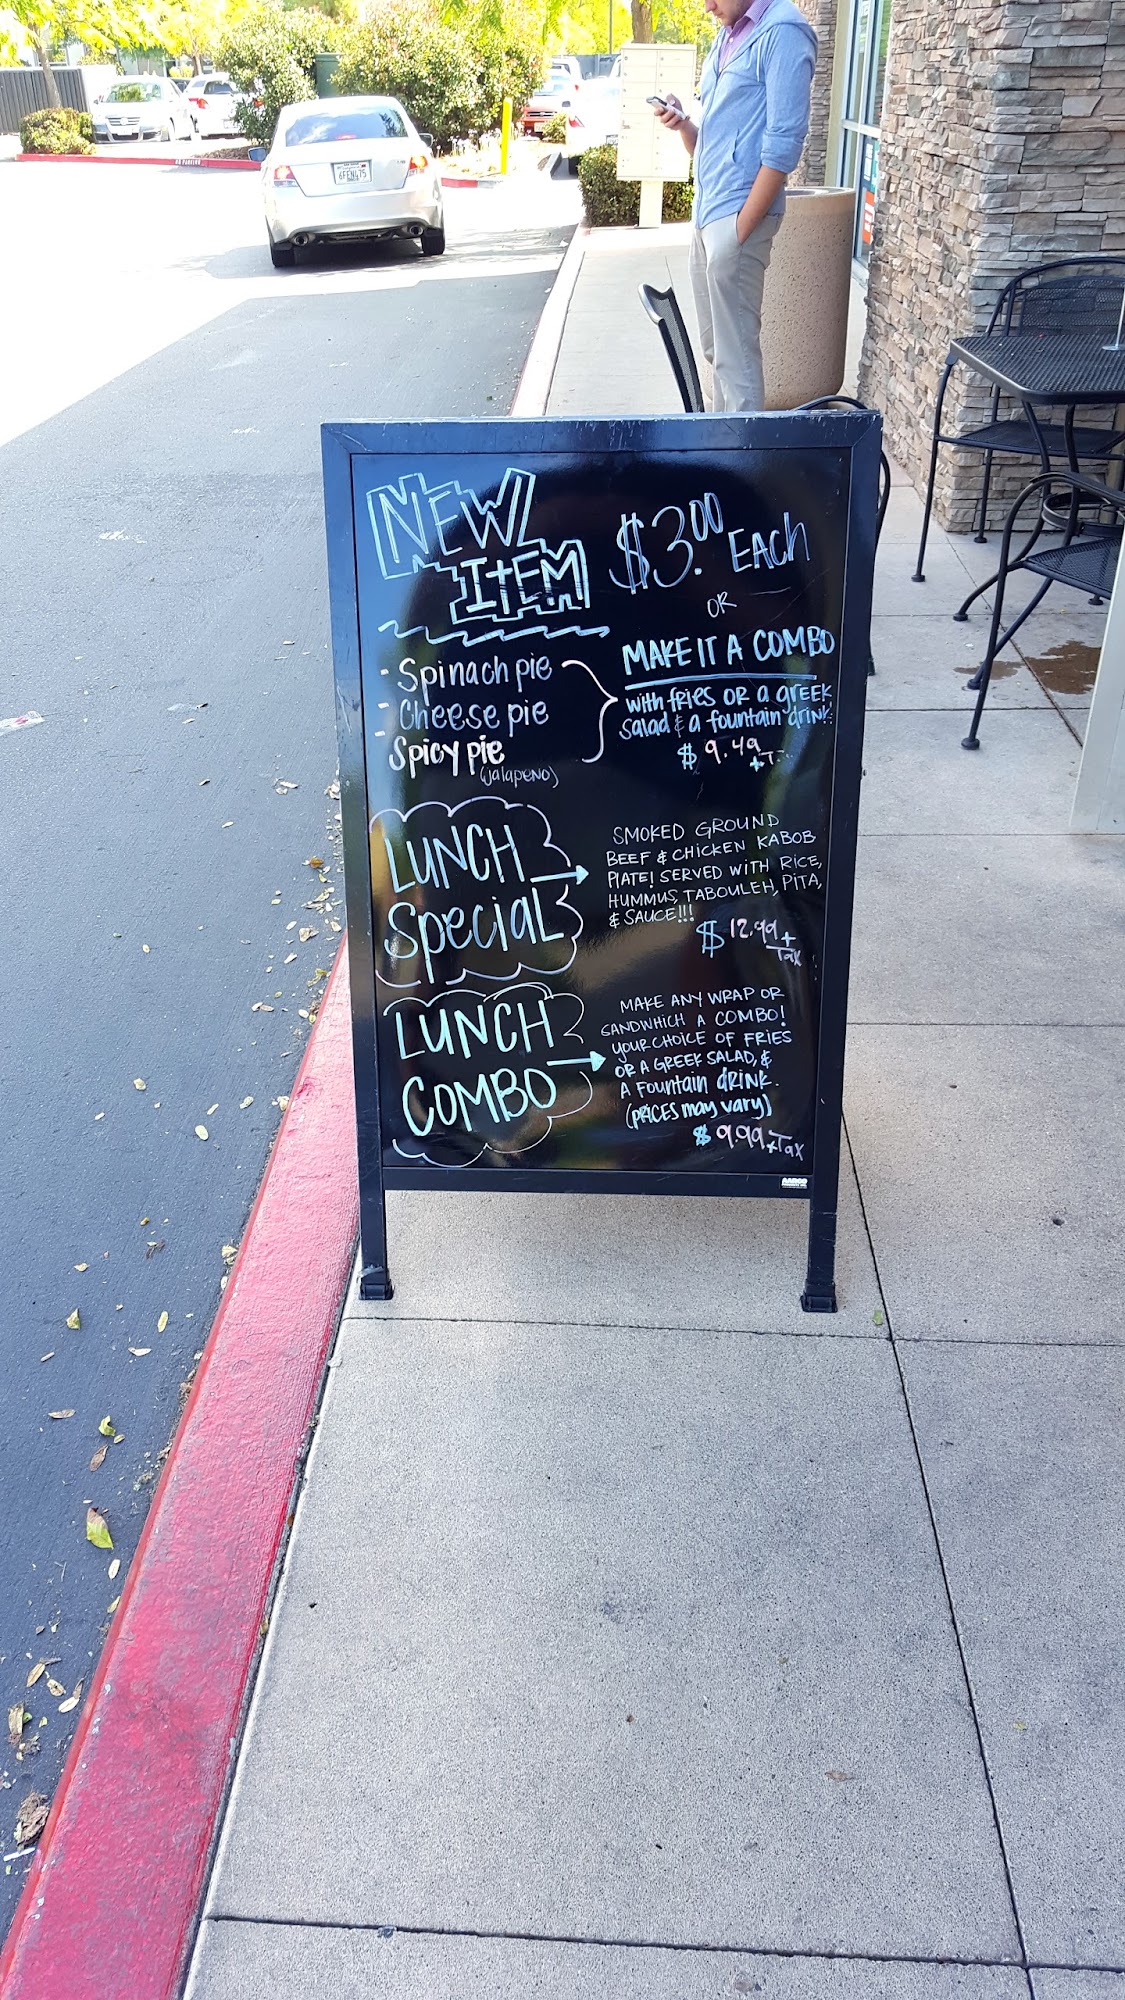 NO PARKING
6FEN475
NEW
ITEM
$3.00 EACH
OR
- Spinach pie
- Cheese pie
- Spicy pie
(jalapeno)
MAKE IT A COMBO
with fries OR a GREEK
salad & a fountain drink
$ 9.49
+T
LUNCH
SpeciaL
SMOKED GROUND
BEEF & CHICKEN KABOB
PlATE! SERVED WITH RICE,
HUMMUS, TABOULEH, PITA,
& SAUCE!!!
$ 12.99 +
Tax
LUNCH
COMBO
MAKE ANY WRAP OR
SANDWHICH A COMBO!
YOUR CHOICE OF FRIES
OR A GREEK SALAD, &
A FOUNTAIN dRINK.
(PRICES may vary)
$ 9.99 +Tax